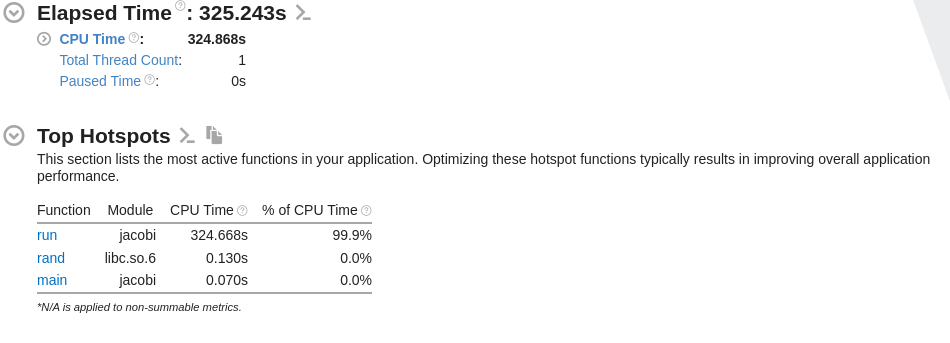 Elapsed Time : 325.243s
CPU Time : 324.868s
Total Thread Count: 1
Paused Time : 0s
Top Hotspots
This section lists the most active functions in your application. Optimizing these hotspot functions typically results in improving overall application
performance.
Function Module CPU Time % of CPU Time
run jacobi 324.668s 99.9%
rand libc.so.6 0.130s 0.0%
main jacobi 0.070s 0.0%
*N/A is applied to non-summable metrics.